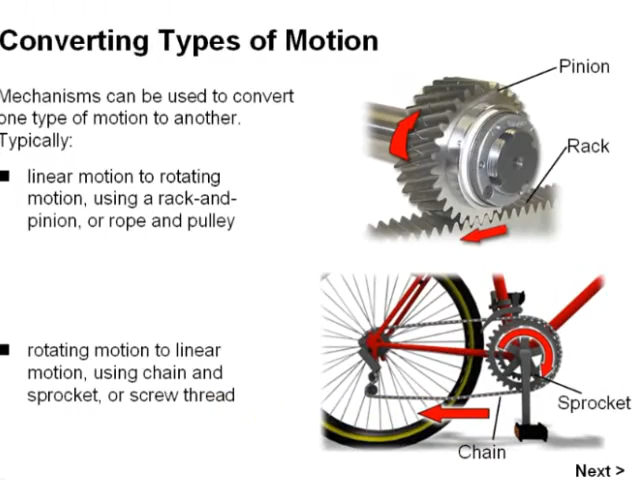 Converting Types of Motion
Pinion
Mechanisms can be used to convert
one type of motion to another.
Typically:
Rack
■ linear motion to rotating
motion, using a rack-and-
pinion, or rope and pulley
■ rotating motion to linear
motion, using chain and
sprocket, or screw thread
Sprocket
Chain
Next >